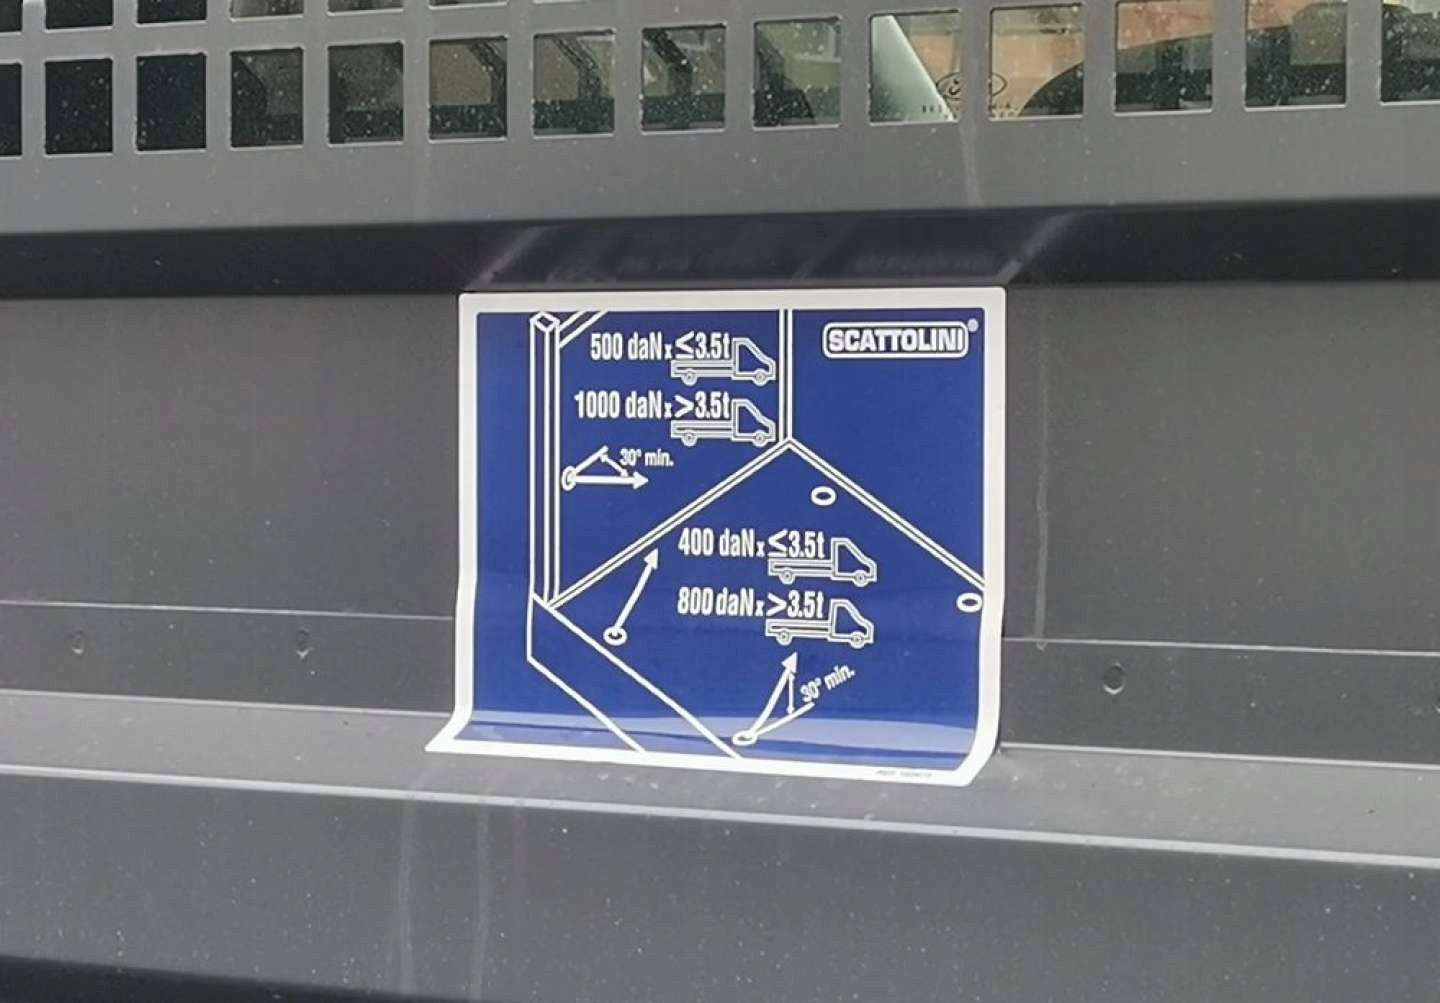 SCATTOLINI®
500 daN x ≤3.5t
1000 daN x >3.5t
30° min.
400 daN x ≤3.5t
800 daN x >3.5t
30° min.